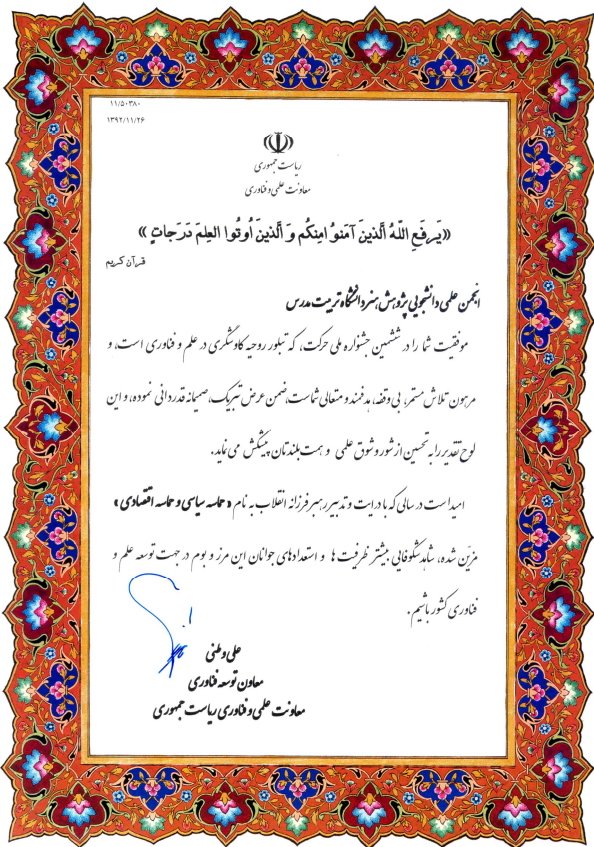 ۱۱/۵۰۳۸۰
۱۳۹۲/۱۱/۲۶
ریاست جمهوری
معاونت علمی و فناوری
«یَرفَعِ اللّهُ الَّذینَ آمَنوُ امِنکُم وَ الَّذینَ اُوتُوا العِلمَ دَرَجاتٍ»
قرآن کریم
انجمن علمی دانشجویی پژوهش هنر دانشگاه تربیت مدرس
موفقیت شما را در ششمین جشنواره ملی حرکت، که تبلور روحیه کاوشگری در علم و فناوری است، و
مرهون تلاش مستمر، بی وقفه، هدفمند و متعالی شماست، ضمن عرض تبریک، صمیمانه قدردانی نموده، و این
لوح تقدیر را به تحسین از شور و شوق علمی و همت بلندتان پیشکش می نماید.
امید است در سالی که با درایت و تدبیر رهبر فرزانه انقلاب به نام «حماسه سیاسی و حماسه اقتصادی»
مزیّن شده، شاهد شکوفایی بیشتر ظرفیت ها و استعدادهای جوانان این مرز و بوم در جهت توسعه علم و
فناوری کشور باشیم.
علی وطنی
معاون توسعه فناوری
معاونت علمی و فناوری ریاست جمهوری